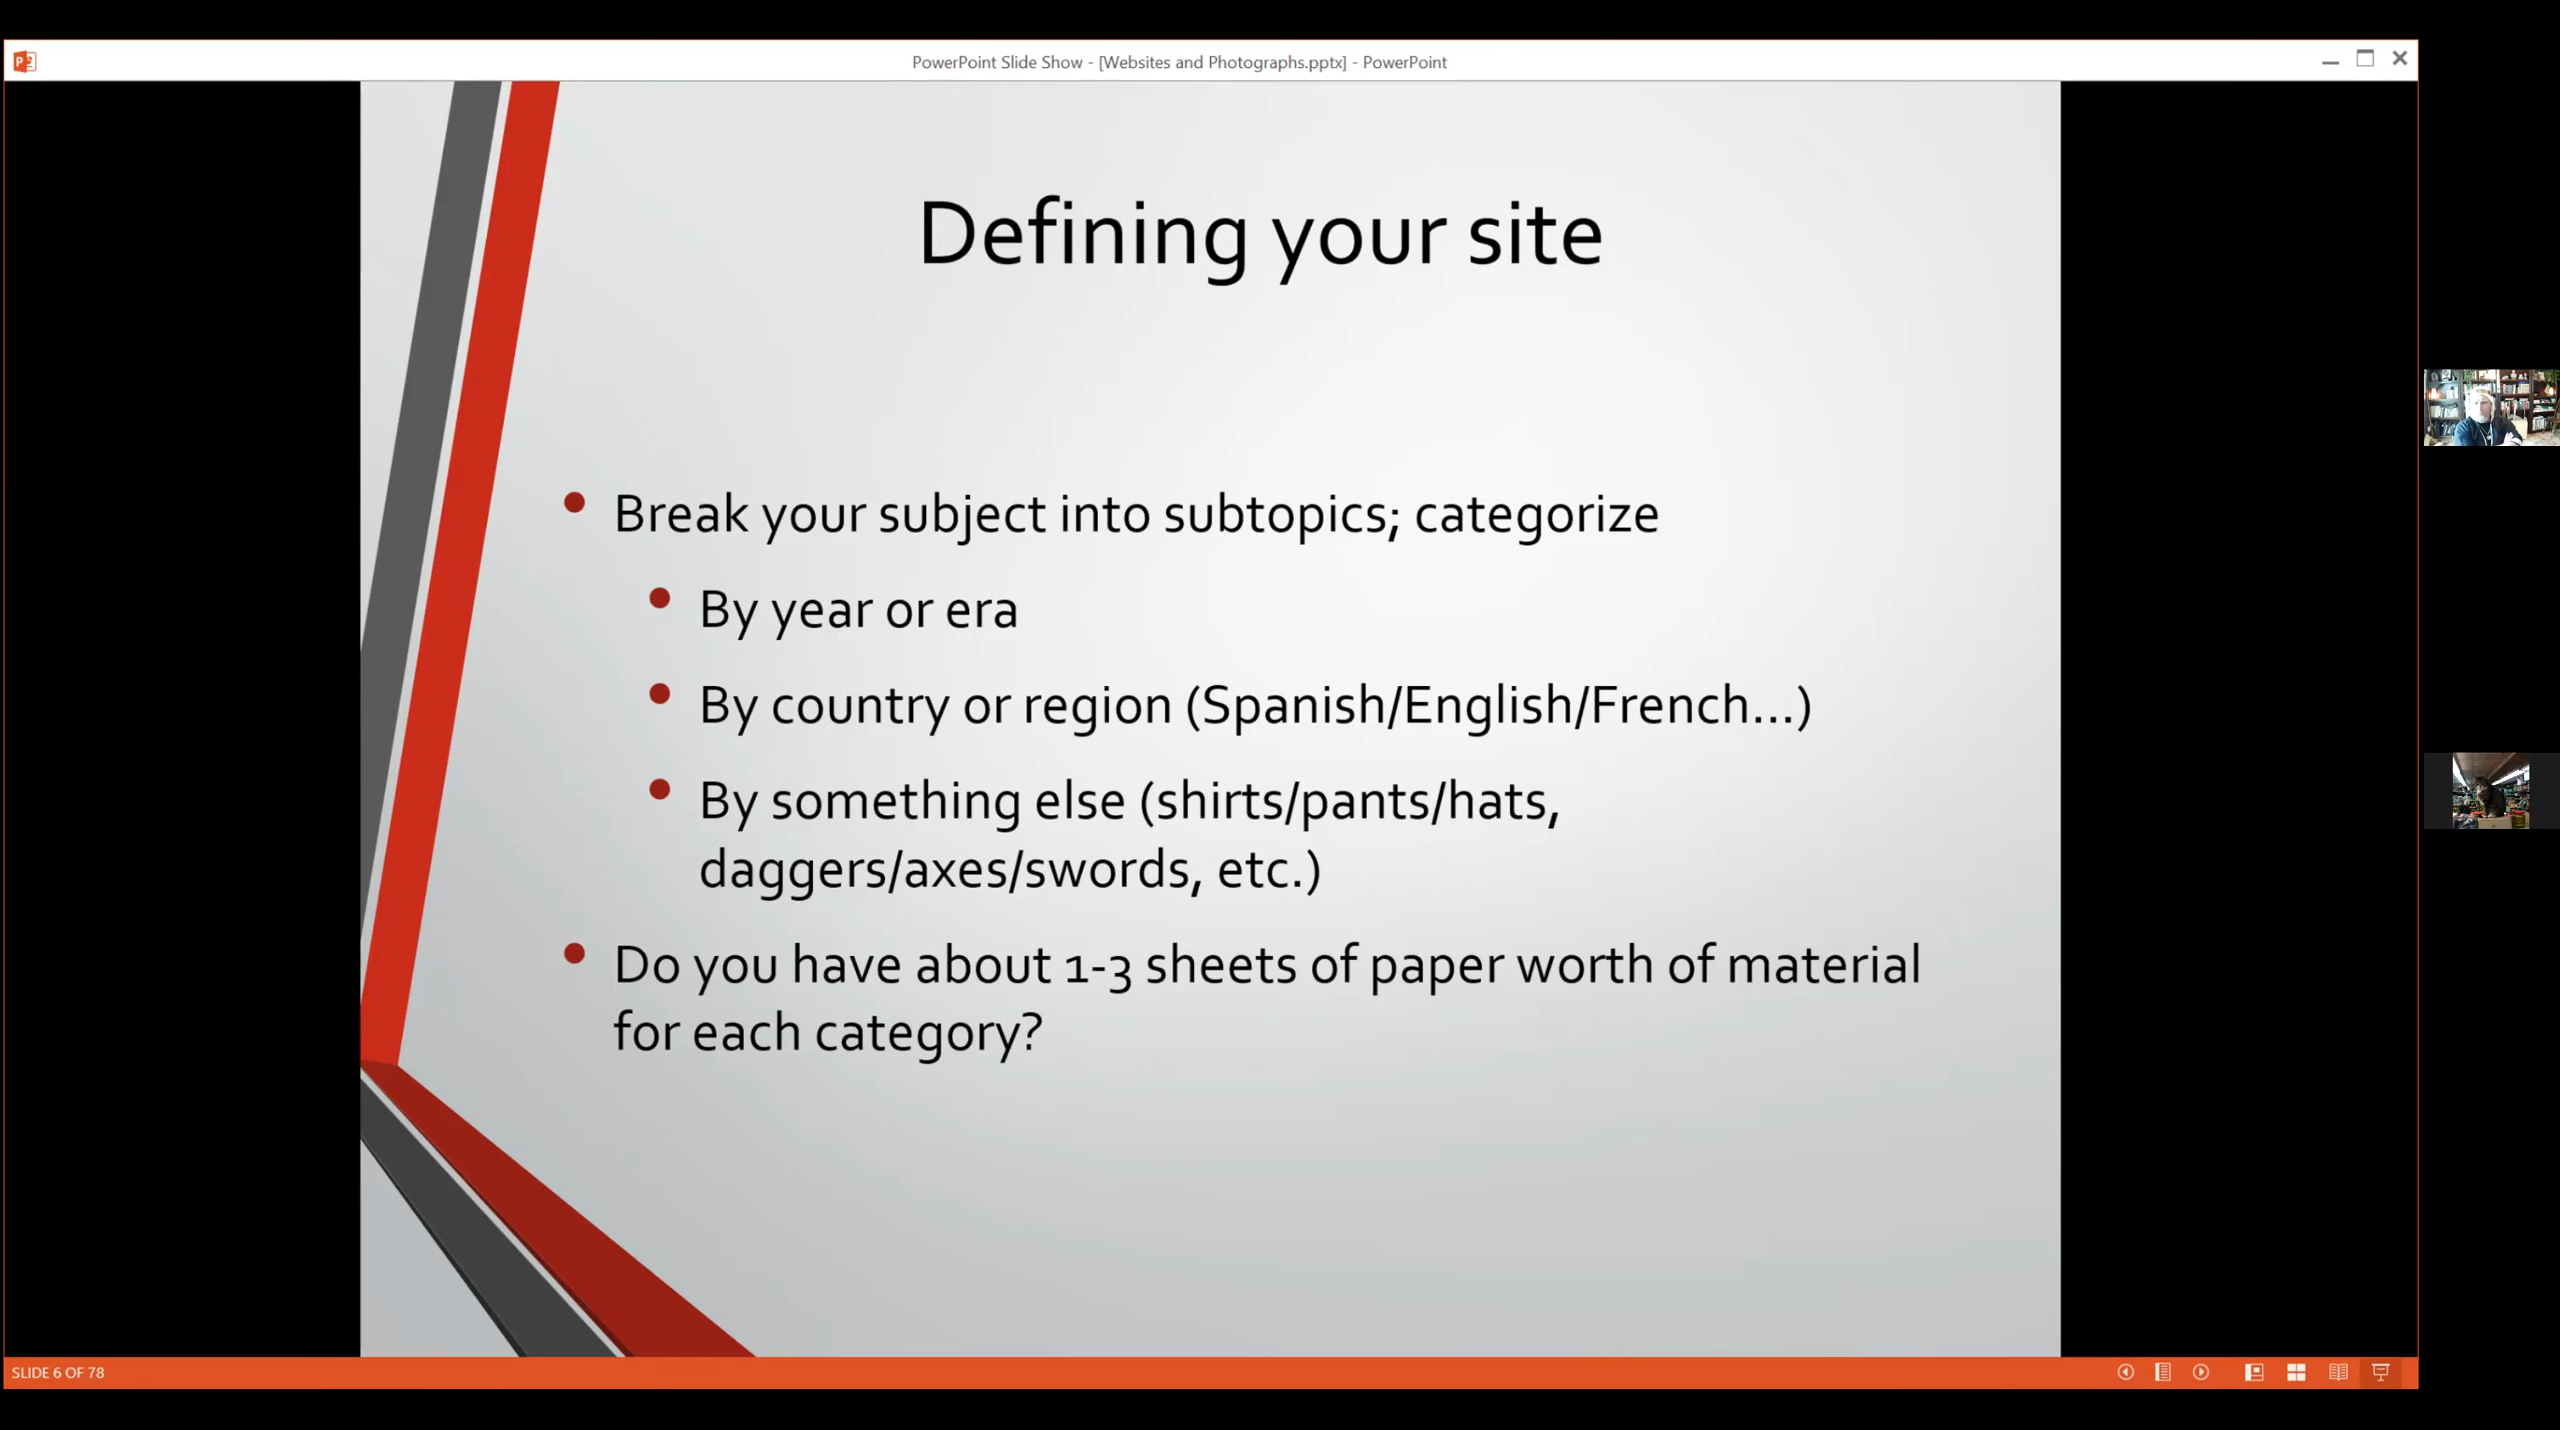 PowerPoint Slide Show - [Websites and Photographs.pptx] - PowerPoint
Defining your site
• Break your subject into subtopics; categorize
• By year or era
• By country or region (Spanish/English/French...)
• By something else (shirts/pants/hats,
daggers/axes/swords, etc.)
• Do you have about 1-3 sheets of paper worth of material
for each category?
SLIDE 6 OF 78